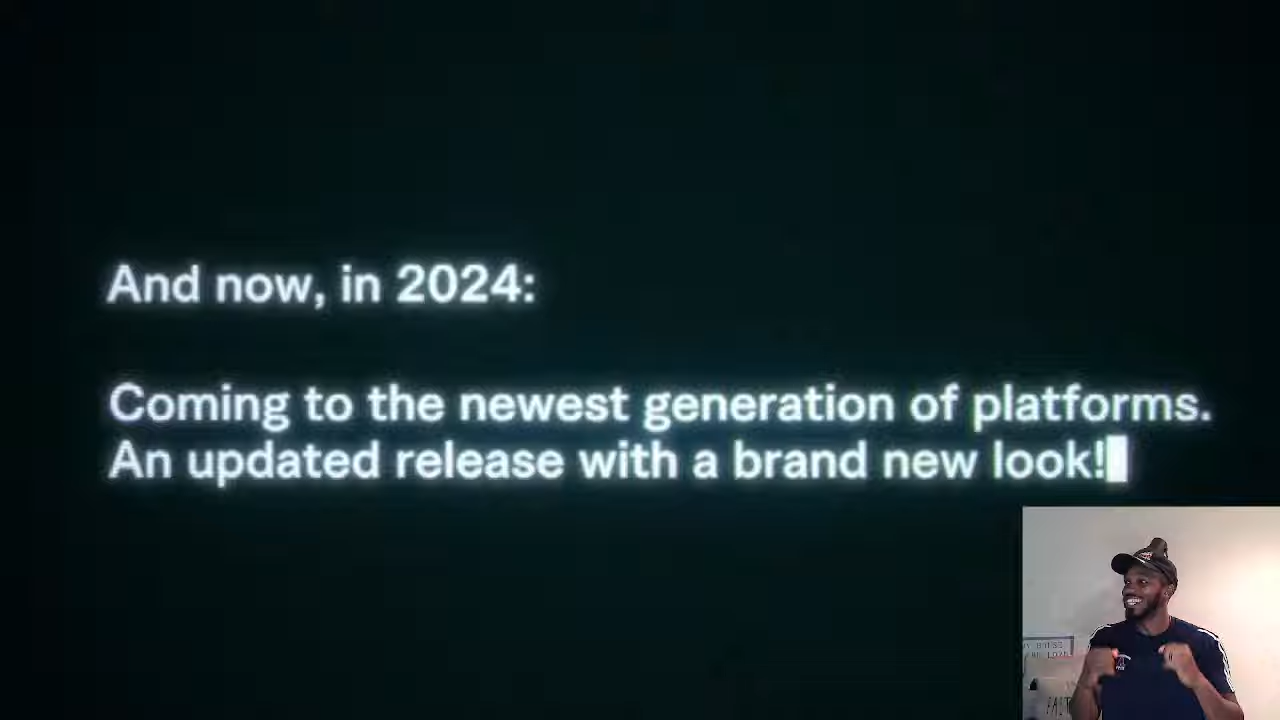 And now, in 2024:
Coming to the newest generation of platforms.
An updated release with a brand new look!